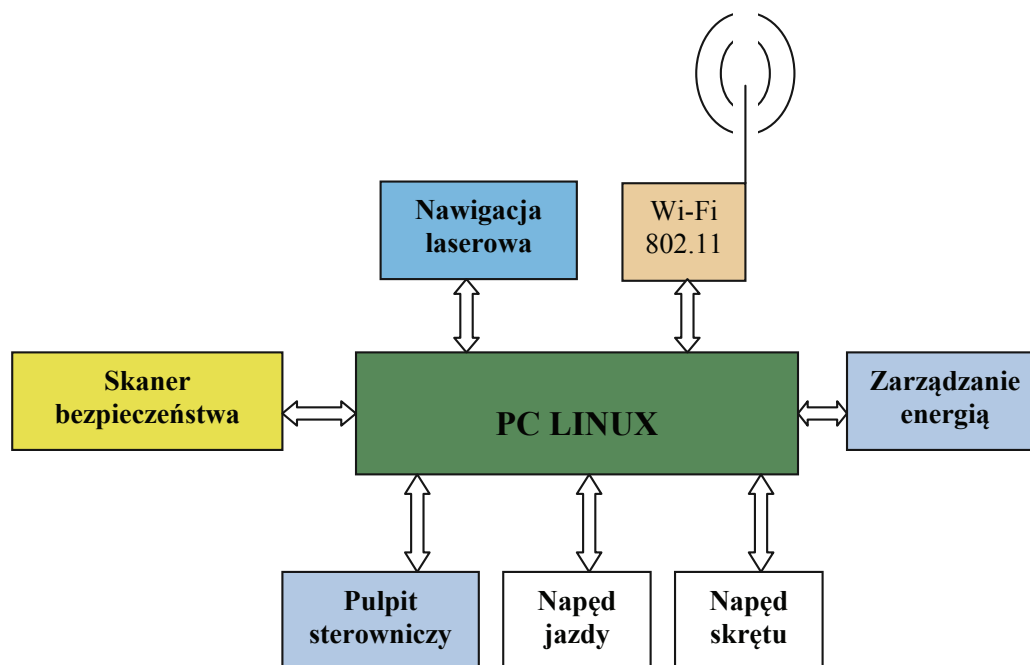 Nawigacja
laserowa
Wi-Fi
802.11
Skaner
bezpieczeństwa
PC LINUX
Zarządzanie
energią
Pulpit
sterowniczy
Napęd
jazdy
Napęd
skrętu